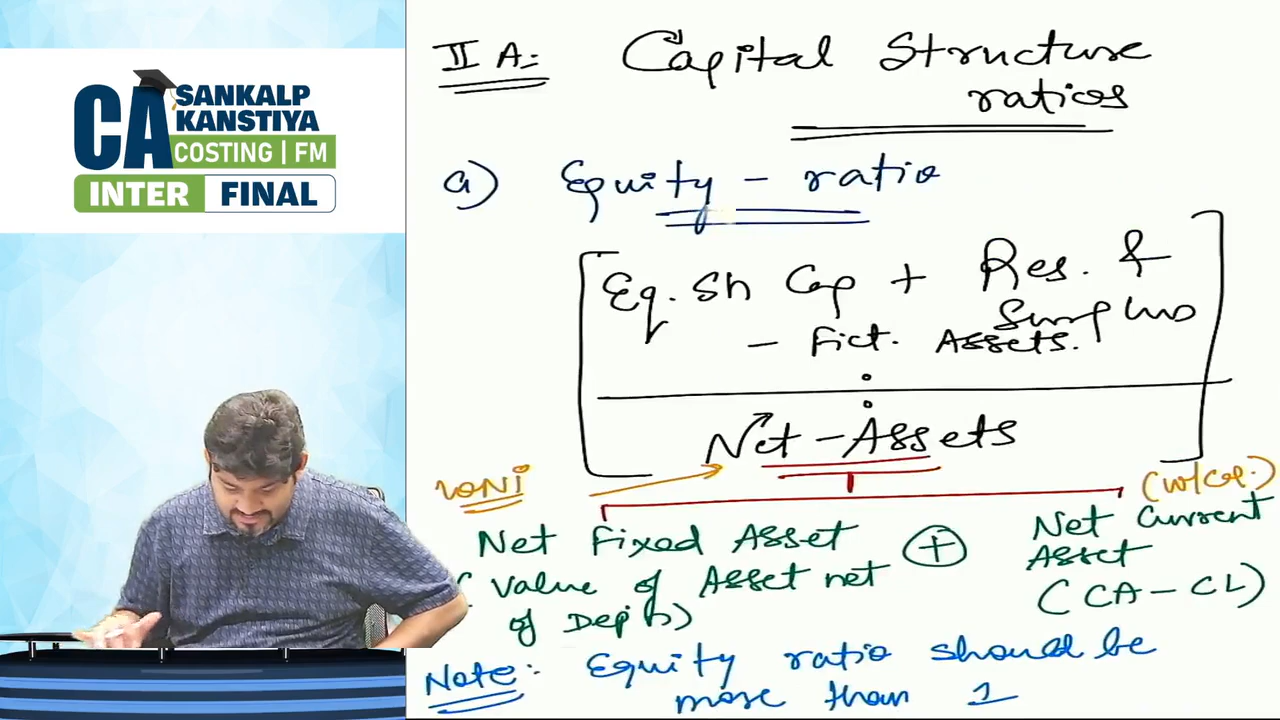 CA SANKALP
KANSTIYA
COSTING | FM
INTER FINAL
II A:- Capital Structure
ratios
a) Equity - ratio
Eq. Sh Cap + Res. &
Surplus
- Fict. Assets.
Net - Assets
(w/cap.)
Net Fixed Asset + Net Current
Asset
( Value of Asset net
of Depn) (CA - CL)
Note: Equity ratio should be
more than 1